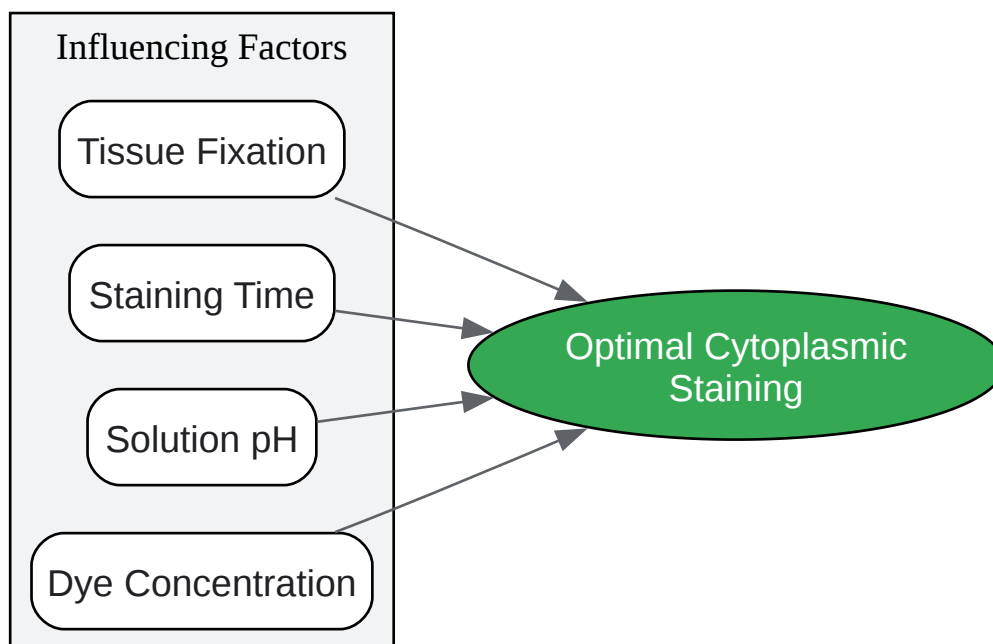 Influencing Factors
Tissue Fixation
Staining Time
Solution pH
Dye Concentration
Optimal Cytoplasmic
Staining